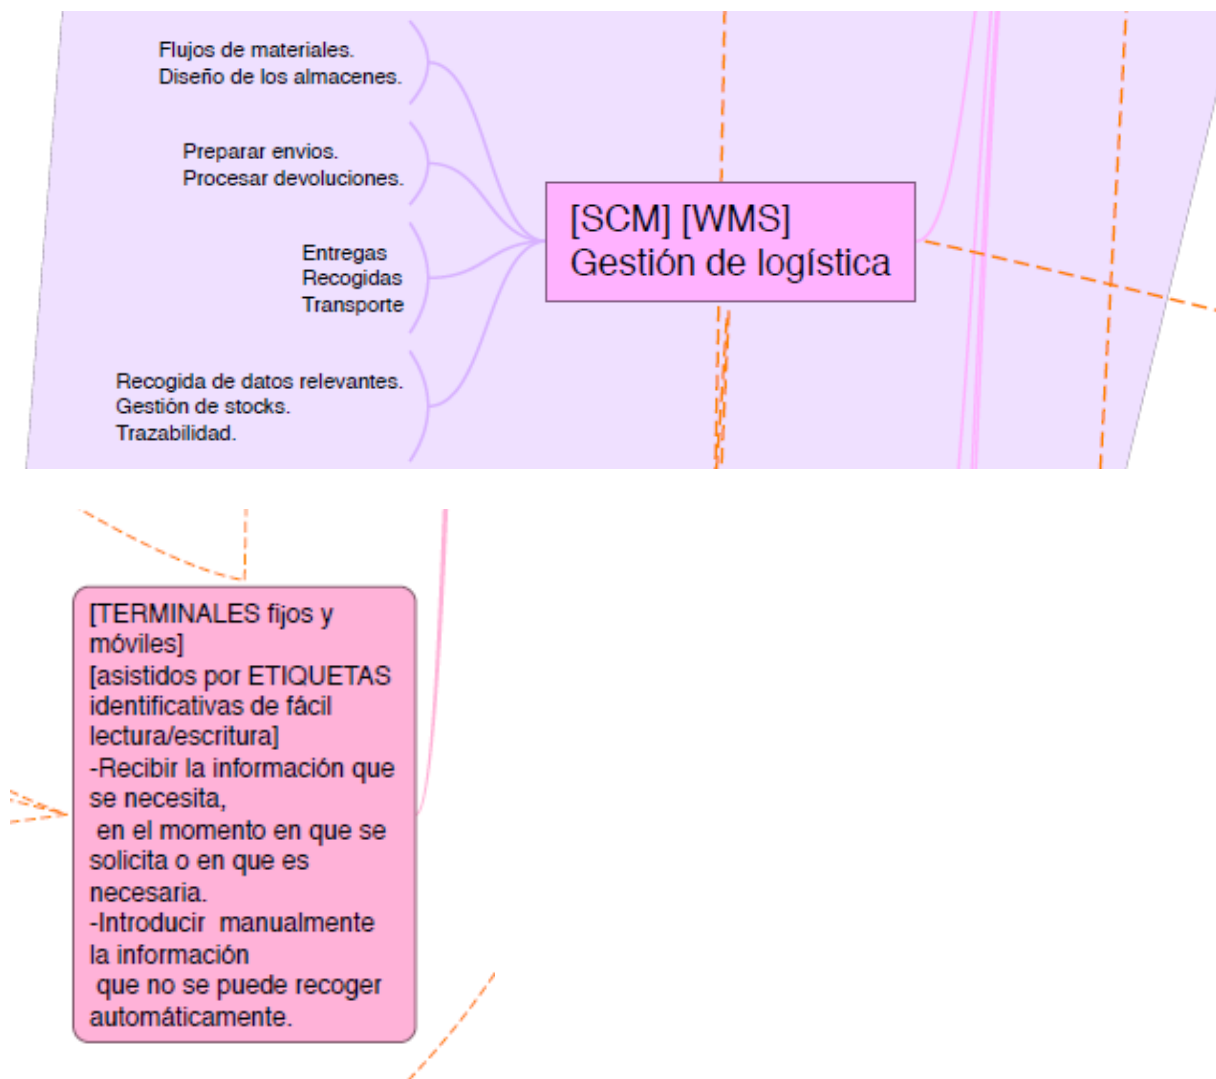 Flujos de materiales.
Diseño de los almacenes.
Preparar envios.
Procesar devoluciones.
Entregas
Recogidas
Transporte
Recogida de datos relevantes.
Gestión de stocks.
Trazabilidad.
[SCM] [WMS]
Gestión de logística
[TERMINALES fijos y
móviles]
[asistidos por ETIQUETAS
identificativas de fácil
lectura/escritura]
-Recibir la información que
se necesita,
en el momento en que se
solicita o en que es
necesaria.
-Introducir manualmente
la información
que no se puede recoger
automáticamente.